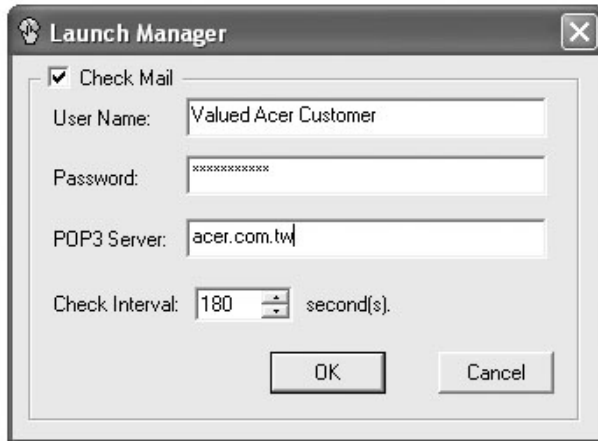 Launch Manager
Check Mail
User Name: Valued Acer Customer
Password: ***********
POP3 Server: acer.com.tw
Check Interval: 180 second(s).
OK Cancel